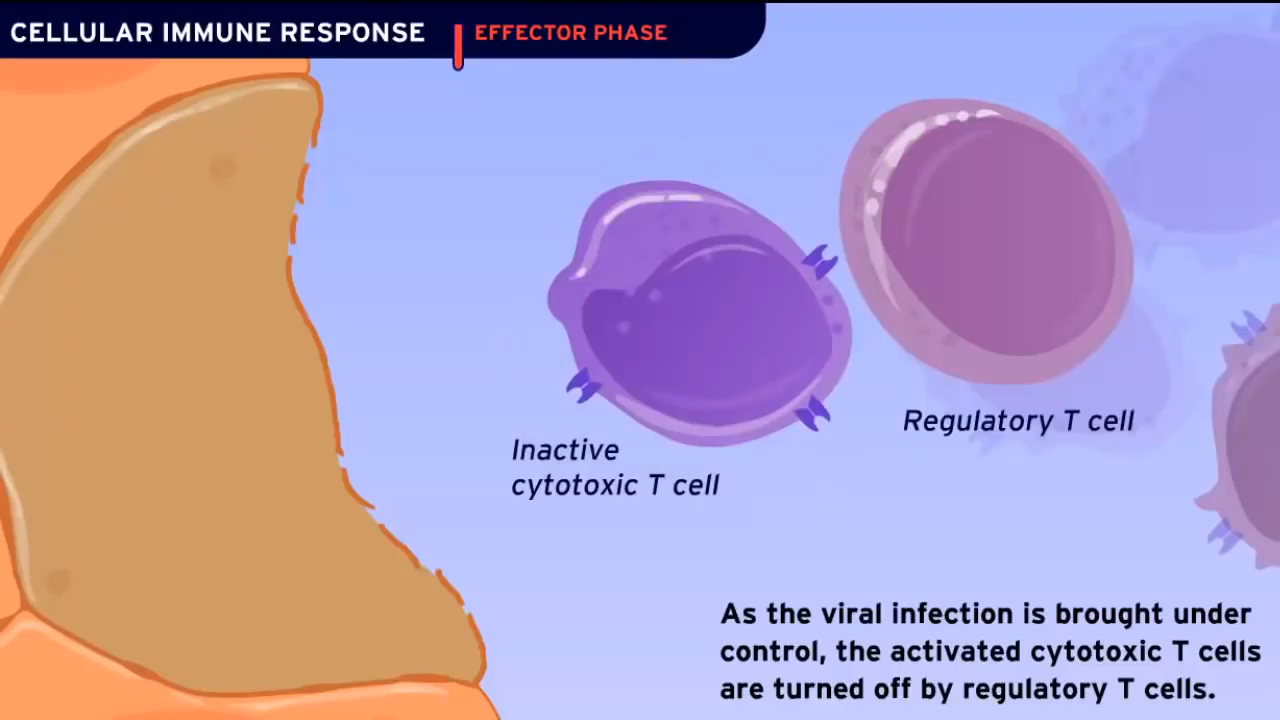 CELLULAR IMMUNE RESPONSE
EFFECTOR PHASE
Regulatory T cell
Inactive
cytotoxic T cell
As the viral infection is brought under
control, the activated cytotoxic T cells
are turned off by regulatory T cells.